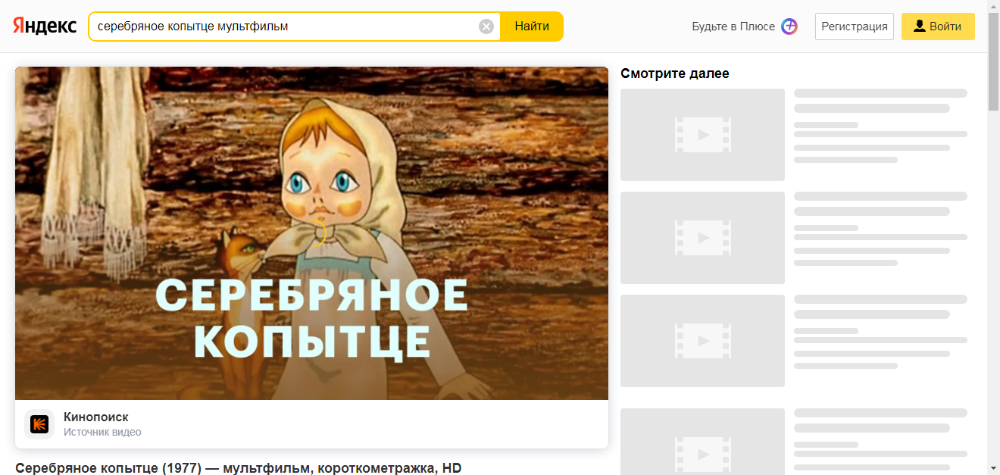 Яндекс
серебряное копытце мультфильм
Найти
Будьте в Плюсе
Регистрация
Войти
СЕРЕБРЯНОЕ
КОПЫТЦЕ
Кинопоиск
Источник видео
Серебряное копытце (1977) — мультфильм, короткометражка, HD
Смотрите далее